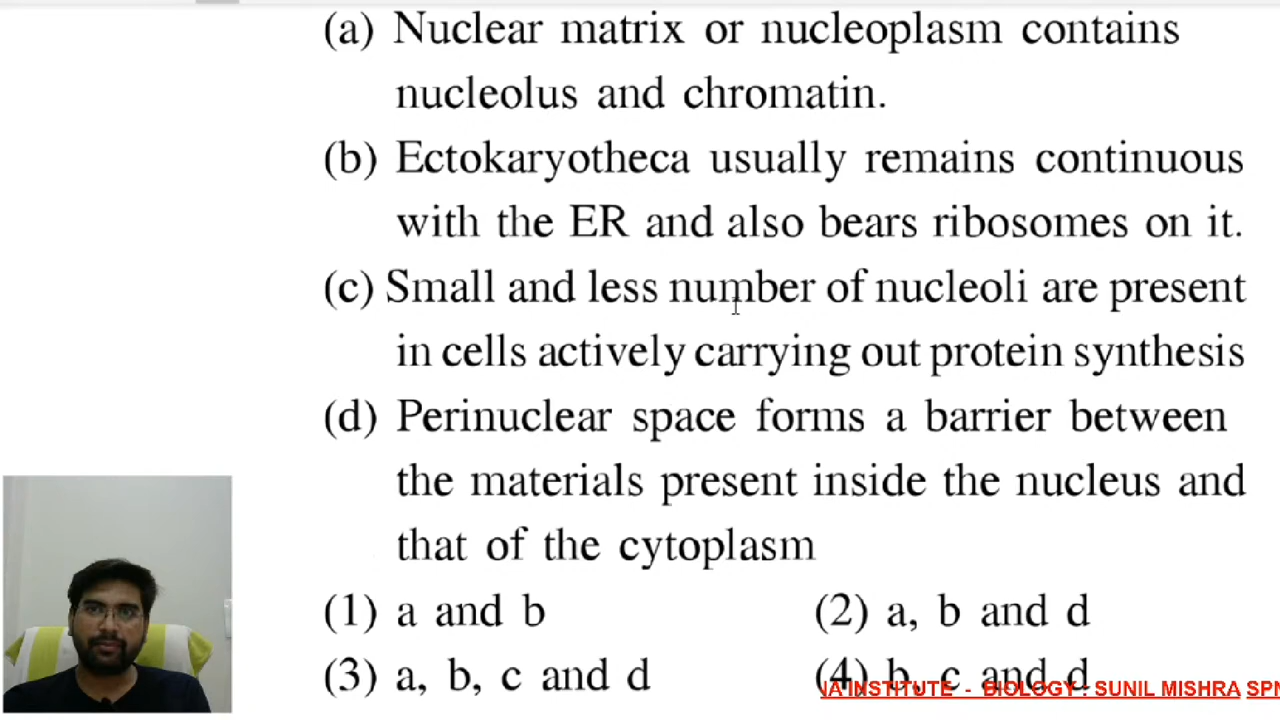 (a) Nuclear matrix or nucleoplasm contains
nucleolus and chromatin.
(b) Ectokaryotheca usually remains continuous
with the ER and also bears ribosomes on it.
(c) Small and less number of nucleoli are present
in cells actively carrying out protein synthesis
(d) Perinuclear space forms a barrier between
the materials present inside the nucleus and
that of the cytoplasm
(1) a and b (2) a, b and d
(3) a, b, c and d (4) b, c and d
INSTITUTE - BIOLOGY : SUNIL MISHRA